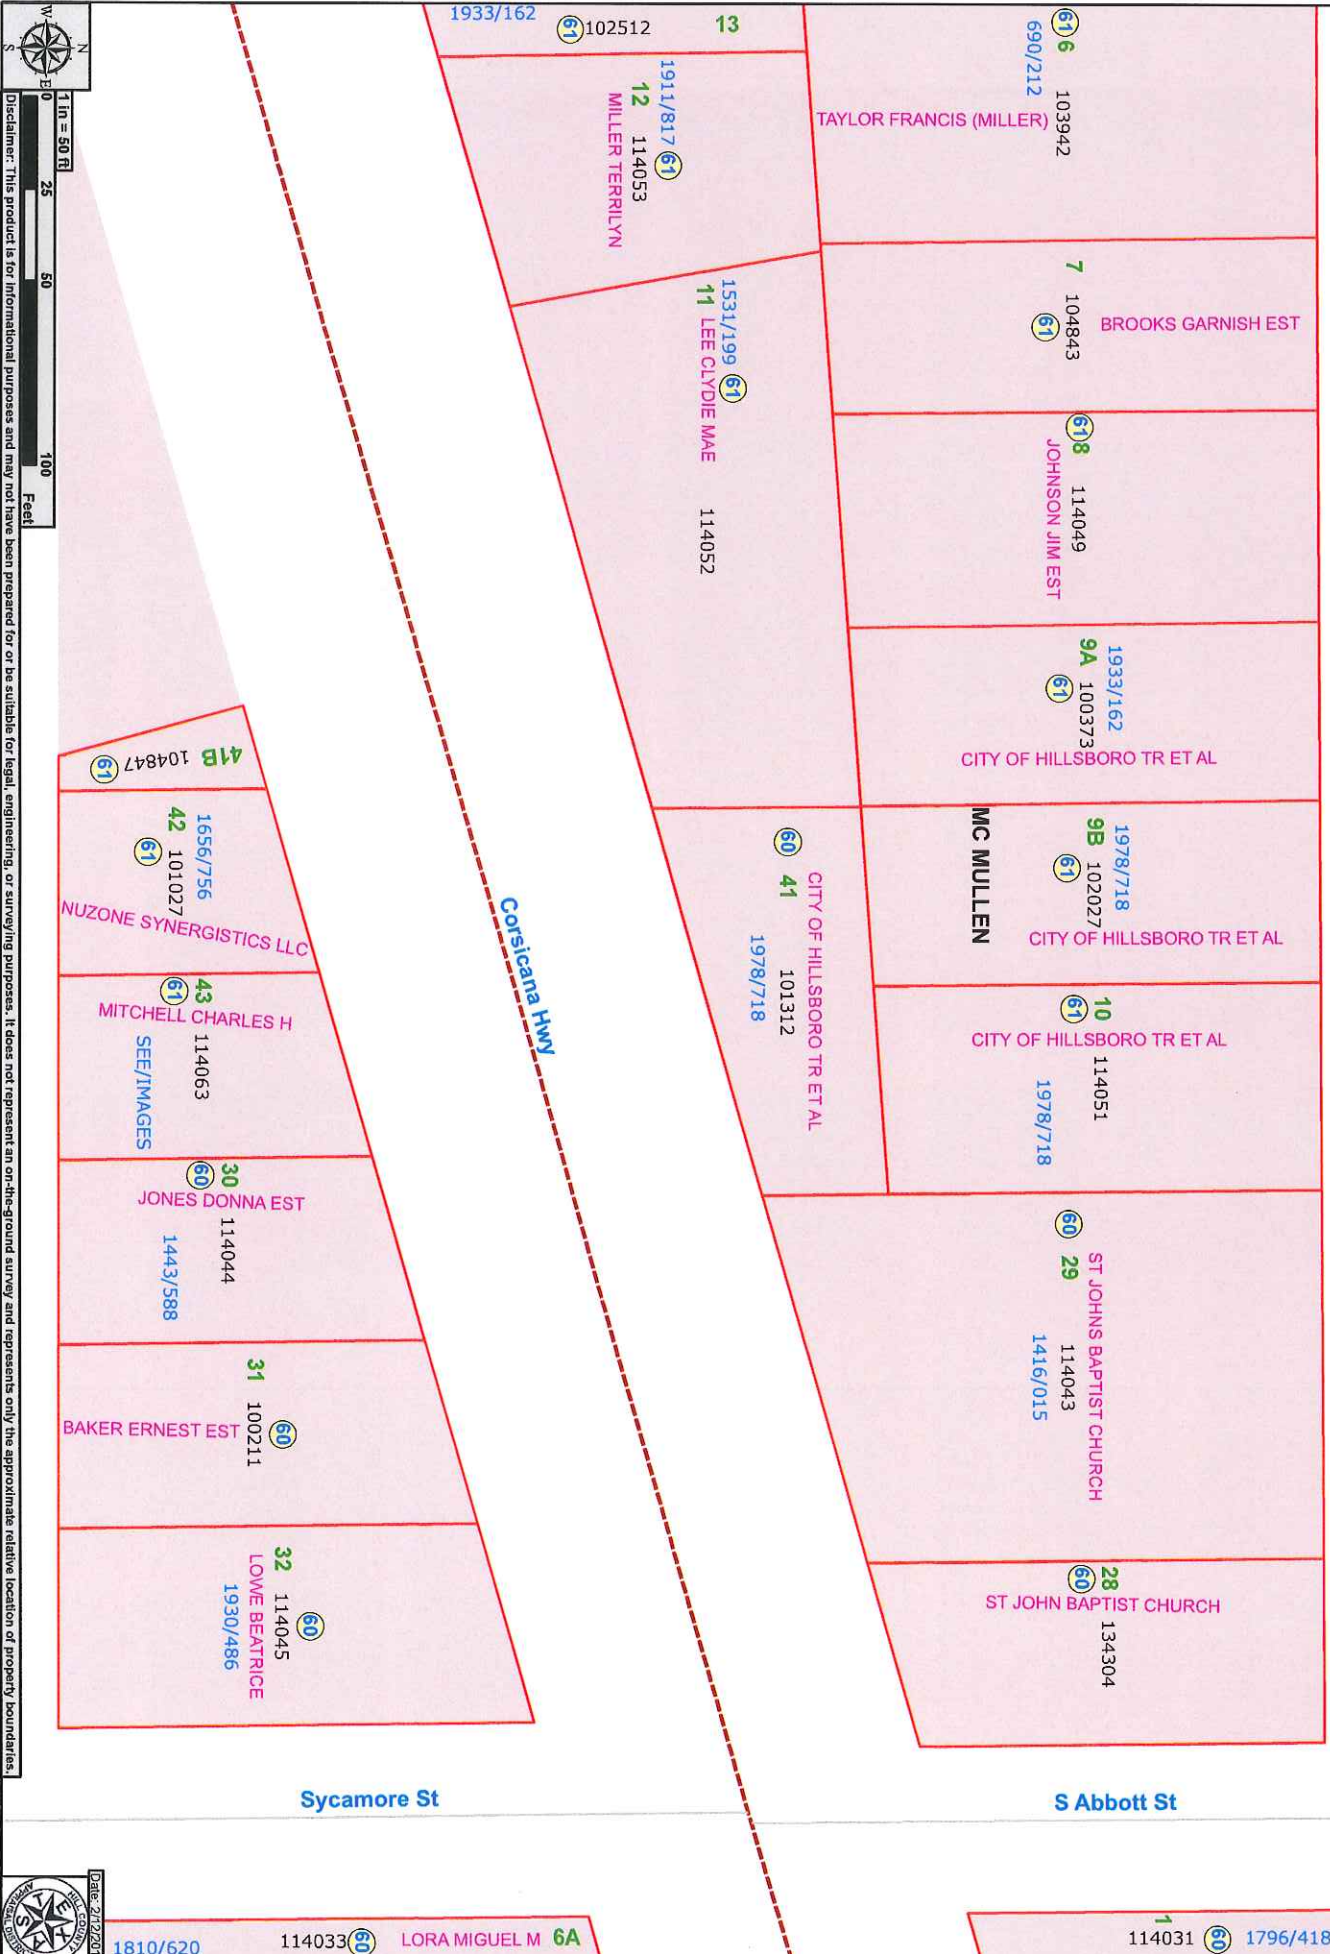 1933/162
61 102512
13
61 6
690/212
103942
TAYLOR FRANCIS (MILLER)
1911/817 61
12 114053
MILLER TERRILYN
7 104843
61
BROOKS GARNISH EST
1531/199 61
11 LEE CLYDIE MAE 114052
61 8 114049
JOHNSON JIM EST
1933/162
9A 100373
61
CITY OF HILLSBORO TR ET AL
1978/718
9B 102027
61
CITY OF HILLSBORO TR ET AL
MC MULLEN
CITY OF HILLSBORO TR ET AL
60 41 101312
1978/718
10 114051
61
CITY OF HILLSBORO TR ET AL
1978/718
ST JOHNS BAPTIST CHURCH
60 29 114043
1416/015
28 134304
60
ST JOHN BAPTIST CHURCH
Corsicana Hwy
41B 104847 61
1656/756
42 101027
61
NUZONE SYNERGISTICS LLC
43 114063
61
MITCHELL CHARLES H
SEE/IMAGES
30 114044
60
JONES DONNA EST
1443/588
60
31 100211
BAKER ERNEST EST
60
32 114045
LOWE BEATRICE
1930/486
Sycamore St
S Abbott St
1810/620
114033 60
LORA MIGUEL M 6A
1
114031 60 1796/418
N
W E
S
1 in = 50 ft
0 25 50 100
Feet
Disclaimer: This product is for informational purposes and may not have been prepared for or be suitable for legal, engineering, or surveying purposes. It does not represent an on-the-ground survey and represents only the approximate relative location of property boundaries.
Date: 2/12/20
HILL COUNTY
TEXAS